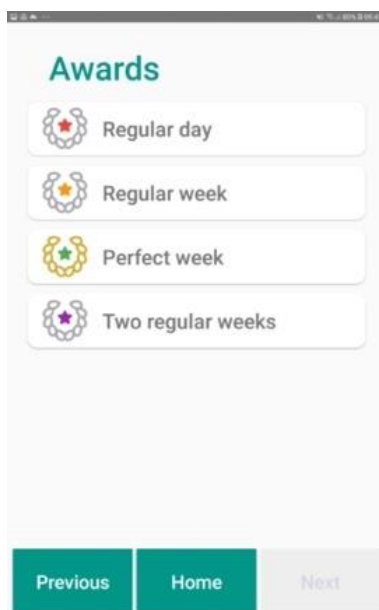 Awards
Regular day
Regular week
Perfect week
Two regular weeks
Previous
Home
Next